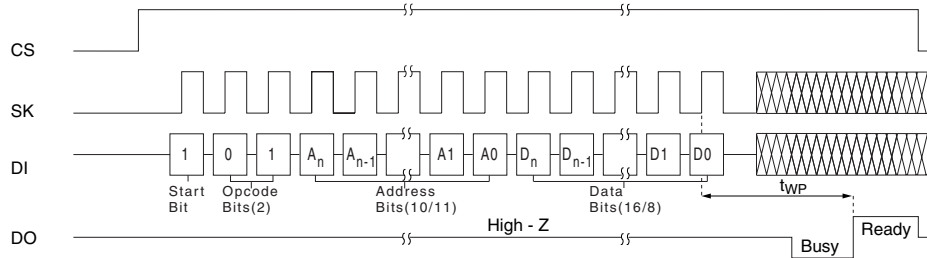 CS
SK
DI
1 0 1 An An-1 A1 A0 Dn Dn-1 D1 D0
Start Bit
Opcode Bits(2)
Address Bits(10/11)
Data Bits(16/8)
tWP
DO
High - Z
Busy
Ready